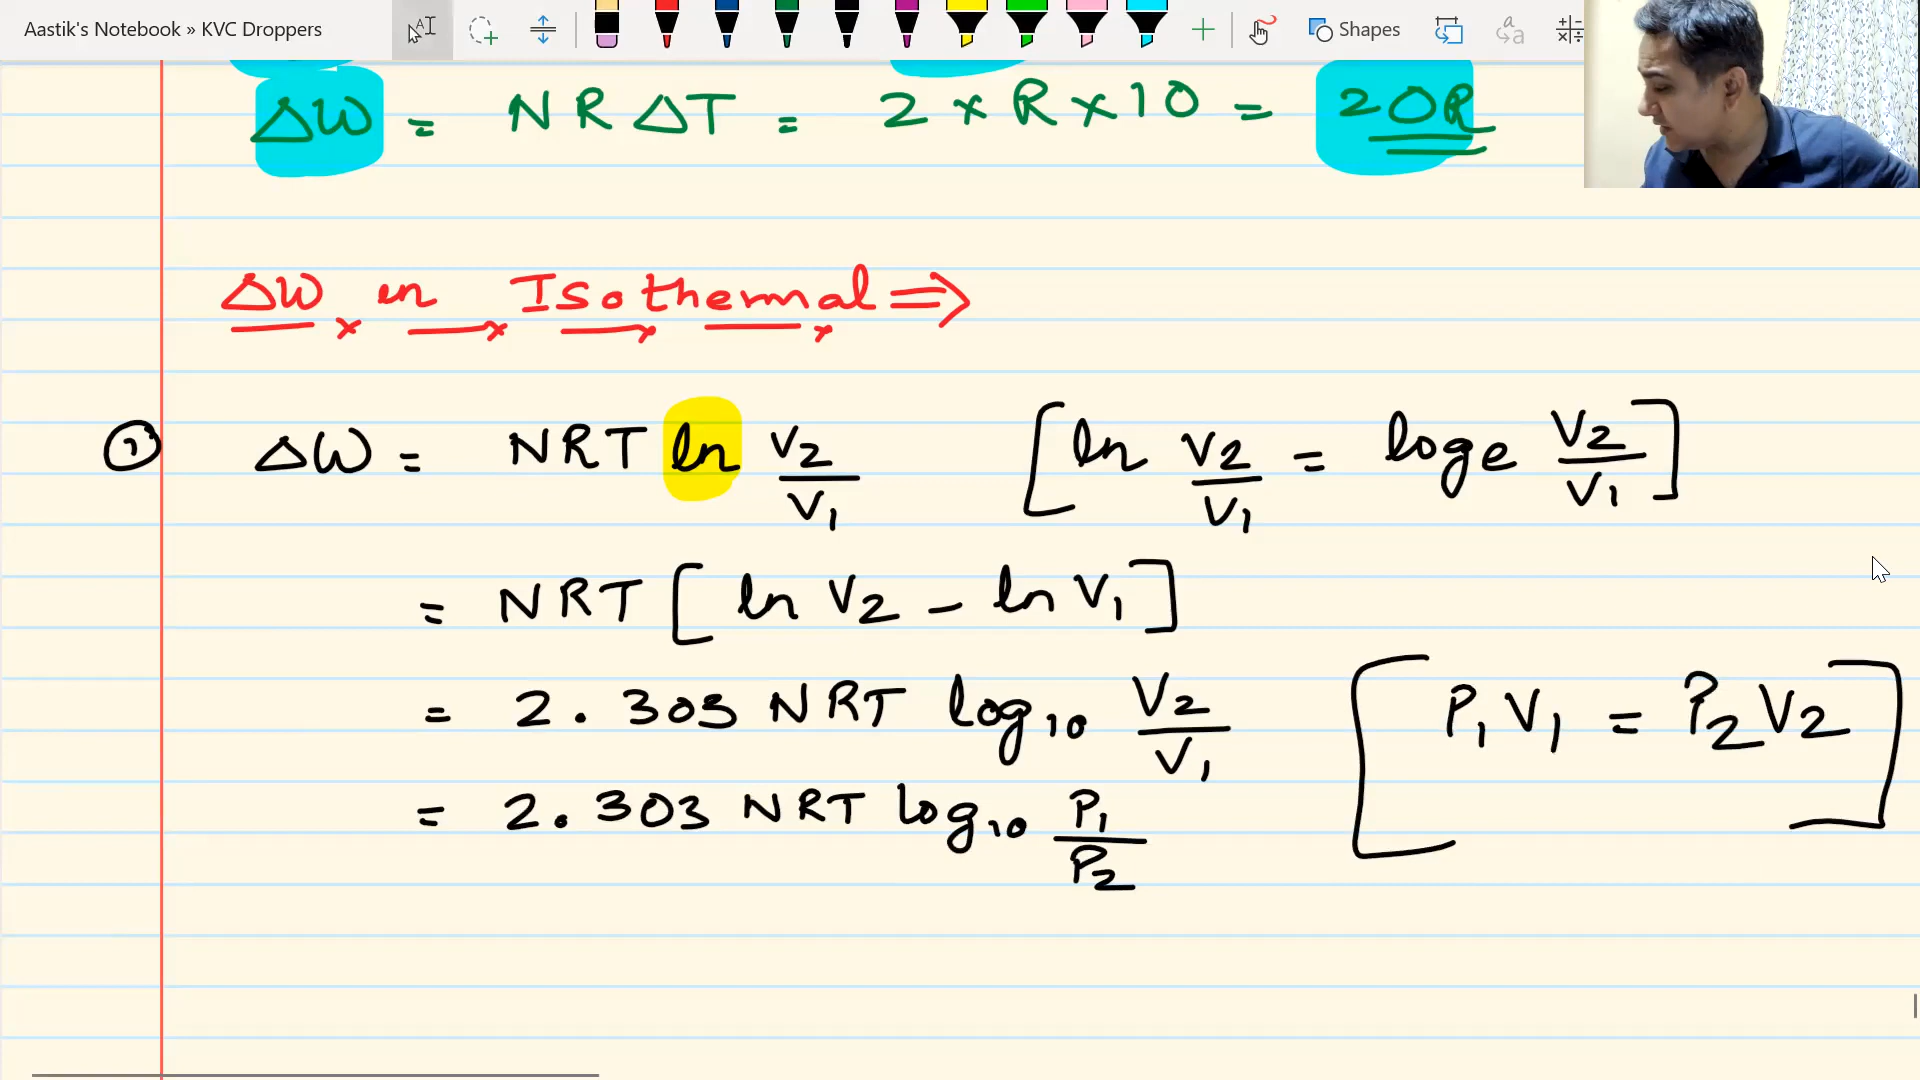 Aastik's Notebook » KVC Droppers
Shapes
ΔW = NRΔT = 2 × R × 10 = 20R
ΔW in Isothermal ⇒
① ΔW = NRT ln V2/V1 [ln V2/V1 = loge V2/V1]
= NRT [ln V2 - ln V1]
= 2.303 NRT log10 V2/V1 [P1V1 = P2V2]
= 2.303 NRT log10 P1/P2